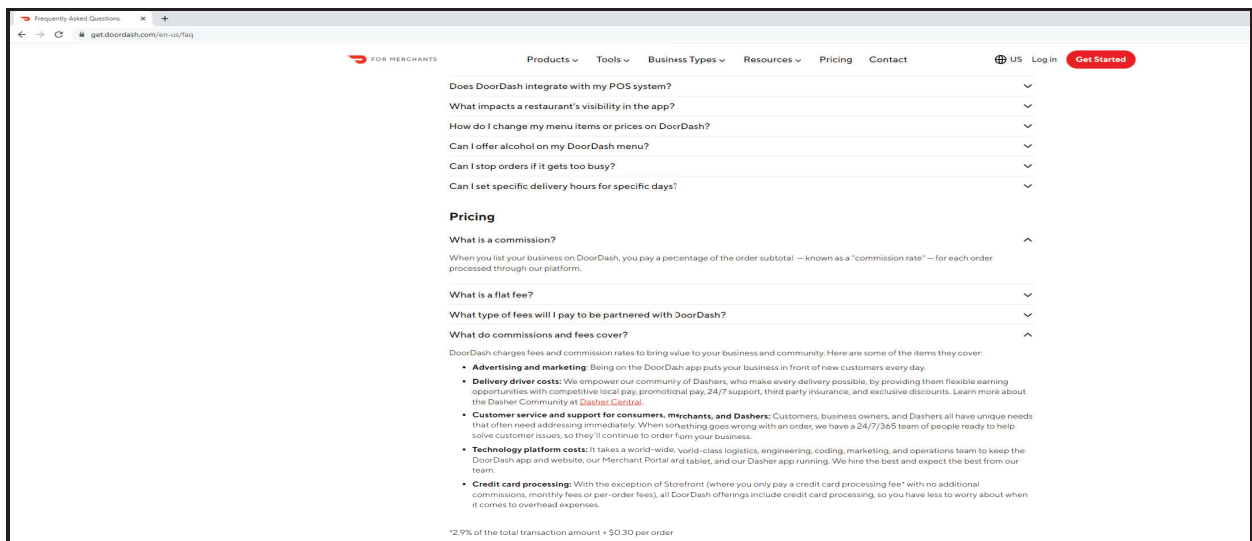 Frequently Asked Questions
get.doordash.com/en-us/faq
FOR MERCHANTS Products Tools Business Types Resources Pricing Contact US Log in Get Started
Does DoorDash integrate with my POS system?
What impacts a restaurant's visibility in the app?
How do I change my menu items or prices on DoorDash?
Can I offer alcohol on my DoorDash menu?
Can I stop orders if it gets too busy?
Can I set specific delivery hours for specific days?
Pricing
What is a commission?
When you list your business on DoorDash, you pay a percentage of the order subtotal — known as a "commission rate" — for each order
processed through our platform.
What is a flat fee?
What type of fees will I pay to be partnered with DoorDash?
What do commissions and fees cover?
DoorDash charges fees and commission rates to bring value to your business and community. Here are some of the items they cover:
• Advertising and marketing: Being on the DoorDash app puts your business in front of new customers every day.
• Delivery driver costs: We empower our community of Dashers, who make every delivery possible, by providing them flexible earning
opportunities with competitive local pay, promotional pay, 24/7 support, third party insurance, and exclusive discounts. Learn more about
the Dasher Community at Dasher Central.
• Customer service and support for consumers, merchants, and Dashers: Customers, business owners, and Dashers all have unique needs
that often need addressing immediately. When something goes wrong with an order, we have a 24/7/365 team of people ready to help
solve customer issues, so they'll continue to order from your business.
• Technology platform costs: It takes a world-wide, world-class logistics, engineering, coding, marketing, and operations team to keep the
DoorDash app and website, our Merchant Portal and tablet, and our Dasher app running. We hire the best and expect the best from our
team.
• Credit card processing: With the exception of Storefront (where you only pay a credit card processing fee* with no additional
commissions, monthly fees or per-order fees), all DoorDash offerings include credit card processing, so you have less to worry about when
it comes to overhead expenses.
*2.9% of the total transaction amount + $0.30 per order